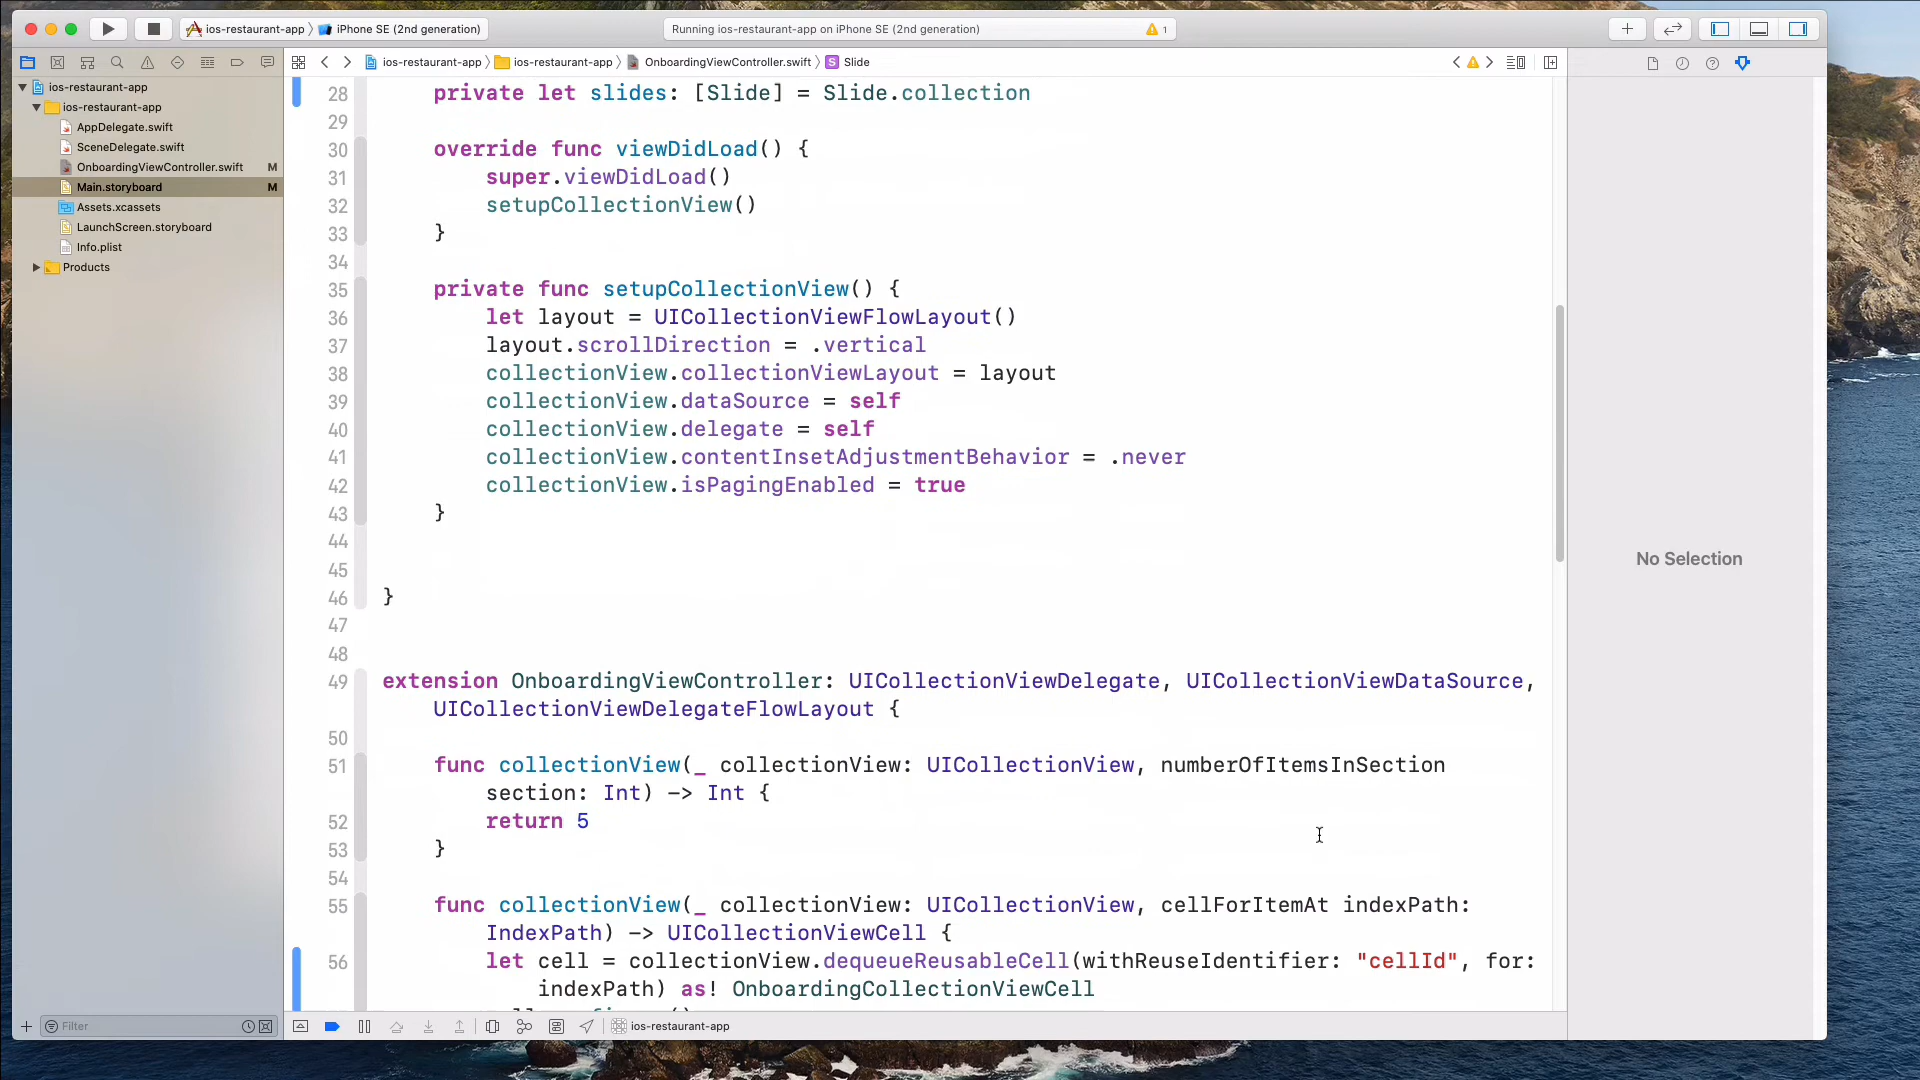 ios-restaurant-app iPhone SE (2nd generation)
Running ios-restaurant-app on iPhone SE (2nd generation)
1
ios-restaurant-app ios-restaurant-app OnboardingViewController.swift S Slide
ios-restaurant-app
ios-restaurant-app
AppDelegate.swift
SceneDelegate.swift
OnboardingViewController.swift M
Main.storyboard M
Assets.xcassets
LaunchScreen.storyboard
Info.plist
Products
Filter
28 private let slides: [Slide] = Slide.collection
29
30 override func viewDidLoad() {
31 super.viewDidLoad()
32 setupCollectionView()
33 }
34
35 private func setupCollectionView() {
36 let layout = UICollectionViewFlowLayout()
37 layout.scrollDirection = .vertical
38 collectionView.collectionViewLayout = layout
39 collectionView.dataSource = self
40 collectionView.delegate = self
41 collectionView.contentInsetAdjustmentBehavior = .never
42 collectionView.isPagingEnabled = true
43 }
44
45
46 }
47
48
49 extension OnboardingViewController: UICollectionViewDelegate, UICollectionViewDataSource,
UICollectionViewDelegateFlowLayout {
50
51 func collectionView(_ collectionView: UICollectionView, numberOfItemsInSection
section: Int) -> Int {
52 return 5
53 }
54
55 func collectionView(_ collectionView: UICollectionView, cellForItemAt indexPath:
IndexPath) -> UICollectionViewCell {
56 let cell = collectionView.dequeueReusableCell(withReuseIdentifier: "cellId", for:
indexPath) as! OnboardingCollectionViewCell
ios-restaurant-app
No Selection